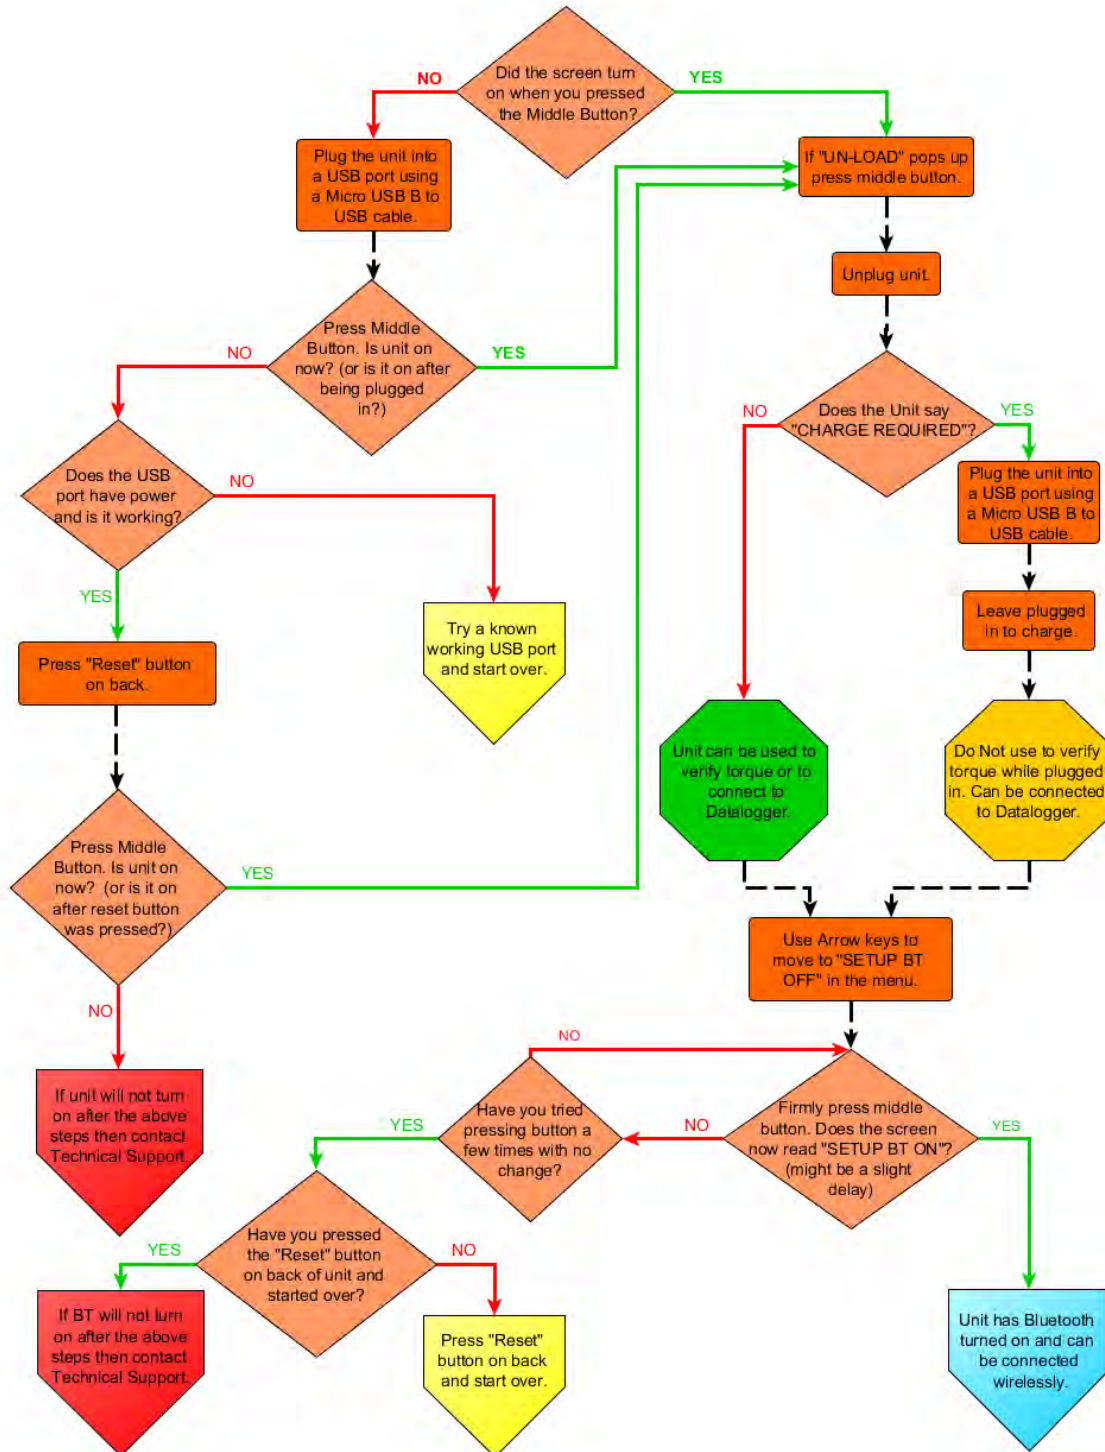 Did the screen turn
on when you pressed
the Middle Button?
NO
YES
Plug the unit into
a USB port using
a Micro USB B to
USB cable.
If "UN-LOAD" pops up
press middle button.
Unplug unit.
Press Middle
Button. Is unit on
now? (or is it on after
being plugged
in?)
NO
YES
Does the Unit say
"CHARGE REQUIRED"?
NO
YES
Does the USB
port have power
and is it working?
NO
YES
Plug the unit into
a USB port using
a Micro USB B to
USB cable.
Leave plugged
in to charge.
Try a known
working USB port
and start over.
Press "Reset" button
on back.
Unit can be used to
verify torque or to
connect to
Datalogger.
Do Not use to verify
torque while plugged
in. Can be connected
to Datalogger.
Press Middle
Button. Is unit on
now? (or is it on
after reset button
was pressed?)
YES
NO
Use Arrow keys to
move to "SETUP BT
OFF" in the menu.
If unit will not turn
on after the above
steps then contact
Technical Support
NO
Have you tried
pressing button a
few times with no
change?
YES
NO
Firmly press middle
button. Does the screen
now read "SETUP BT ON"?
(might be a slight
delay)
YES
Have you pressed
the "Reset" button
on back of unit and
started over?
YES
NO
If BT will not turn
on after the above
steps then contact
Technical Support.
Press "Reset"
button on back
and start over.
Unit has Bluetooth
turned on and can
be connected
wirelessly.